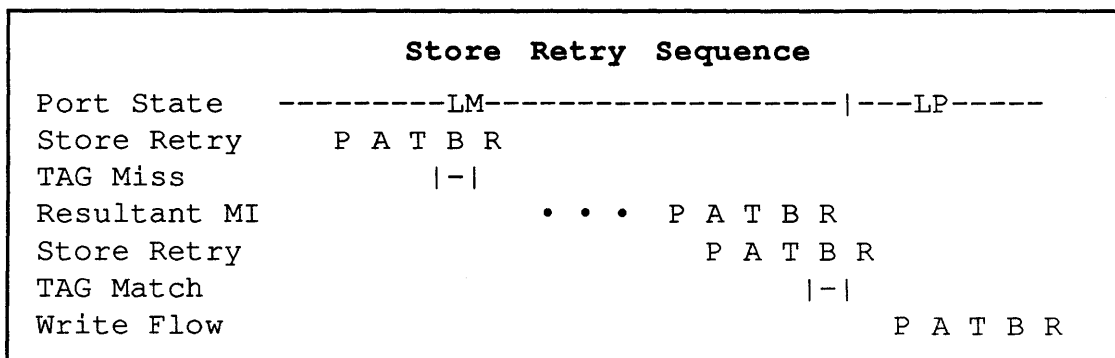 Store Retry Sequence
Port State ---------LM-------------------|---LP-----
Store Retry P A T B R
TAG Miss |-|
Resultant MI • • • P A T B R
Store Retry P A T B R
TAG Match |-|
Write Flow P A T B R